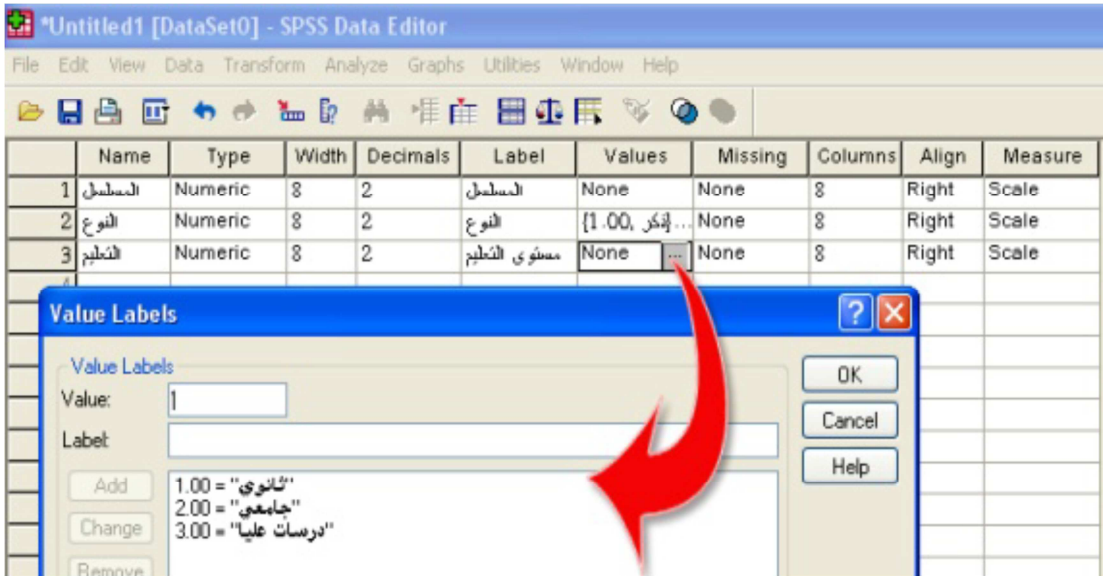 *Untitled1 [DataSet0] - SPSS Data Editor
File Edit View Data Transform Analyze Graphs Utilities Window Help
Name Type Width Decimals Label Values Missing Columns Align Measure
1 المسلسل Numeric 8 2 المسلسل None None 8 Right Scale
2 النوع Numeric 8 2 النوع {1.00, ذكر}... None 8 Right Scale
3 التعليم Numeric 8 2 مستوى التعليم None ... None 8 Right Scale
4
Value Labels
Value Labels
Value: 1
Label:
OK
Cancel
Help
Add
Change
Remove
1.00 = "ثانوي"
2.00 = "جامعي"
3.00 = "درسات عليا"